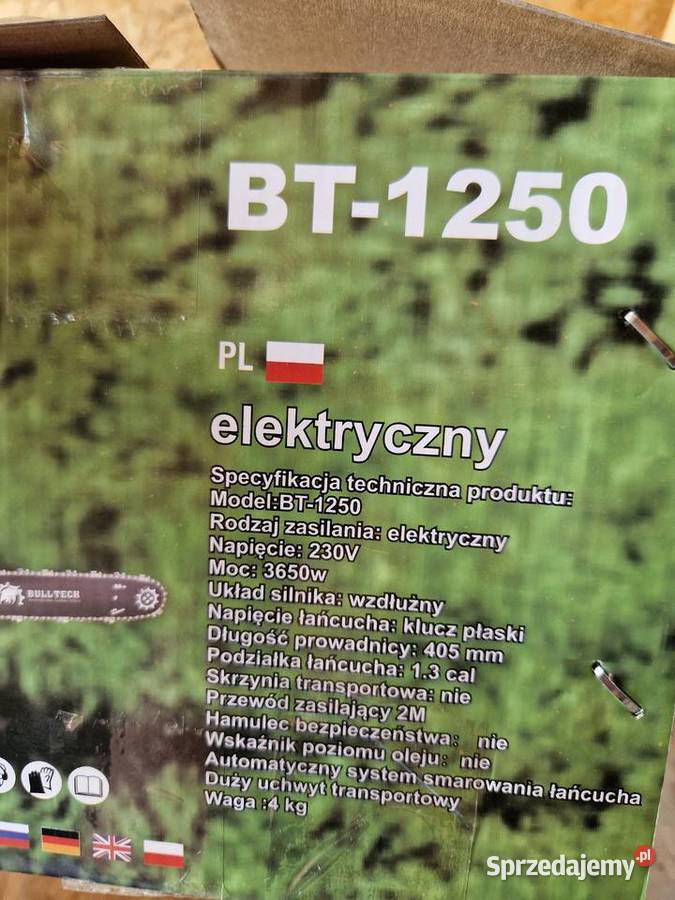 BT-1250
PL
elektryczny
Specyfikacja techniczna produktu:
Model:BT-1250
Rodzaj zasilania: elektryczny
Napięcie: 230V
Moc: 3650w
Układ silnika: wzdłużny
Napięcie łańcucha: klucz płaski
Długość prowadnicy: 405 mm
Podziałka łańcucha: 1.3 cal
Skrzynia transportowa: nie
Przewód zasilający 2M
Hamulec bezpieczeństwa: nie
Wskaźnik poziomu oleju: nie
Automatyczny system smarowania łańcucha
Duży uchwyt transportowy
Waga :4 kg
BULLTECH
Sprzedajemy.pl